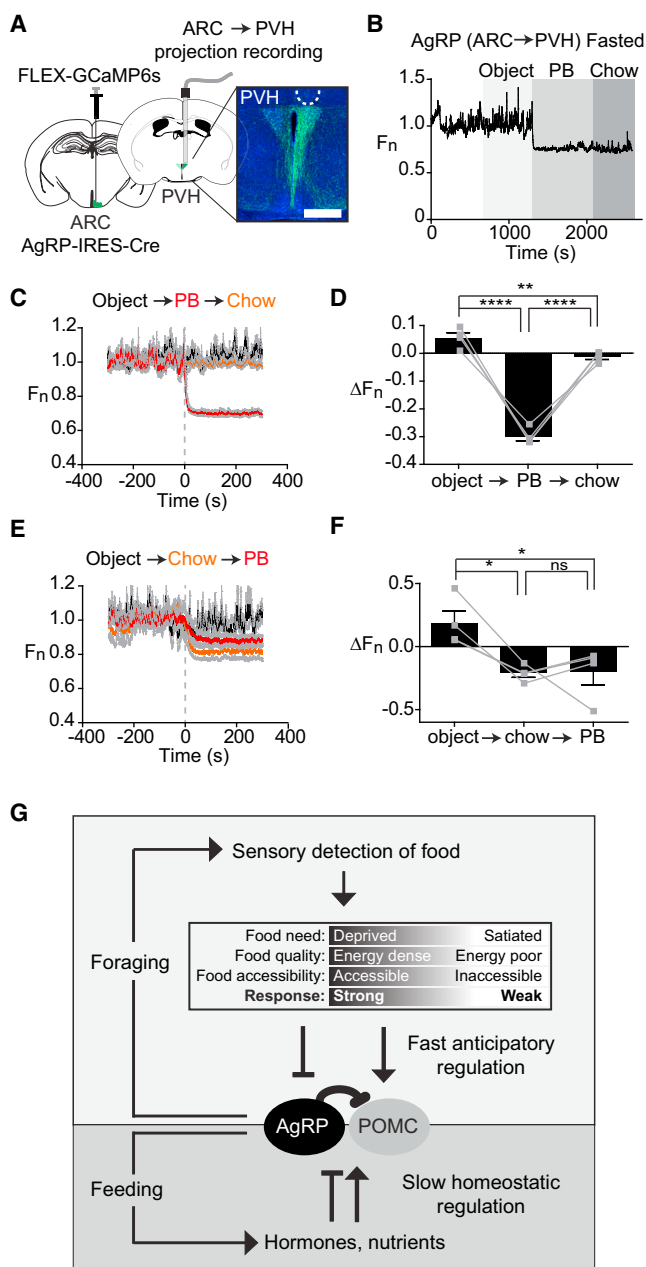 A
ARC → PVH
projection recording
FLEX-GCaMP6s
PVH
ARC
PVH
AgRP-IRES-Cre
B
AgRP (ARC→PVH) Fasted
Object PB Chow
1.5
1.0
0.5
Fn
0 1000 2000
Time (s)
C
Object → PB → Chow
1.2
1.0
0.8
0.6
0.4
Fn
-400 -200 0 200 400
Time (s)
D
**
**** ****
0.1
0.0
-0.1
-0.2
-0.3
-0.4
ΔFn
object → PB → chow
E
Object → Chow → PB
1.2
1.0
0.8
0.6
0.4
Fn
-400 -200 0 200 400
Time (s)
F
*
* ns
0.5
0.0
-0.5
ΔFn
object → chow → PB
G
Sensory detection of food
Food need: Deprived Satiated
Food quality: Energy dense Energy poor
Food accessibility: Accessible Inaccessible
Response: Strong Weak
Foraging
Fast anticipatory
regulation
AgRP POMC
Feeding
Slow homeostatic
regulation
Hormones, nutrients